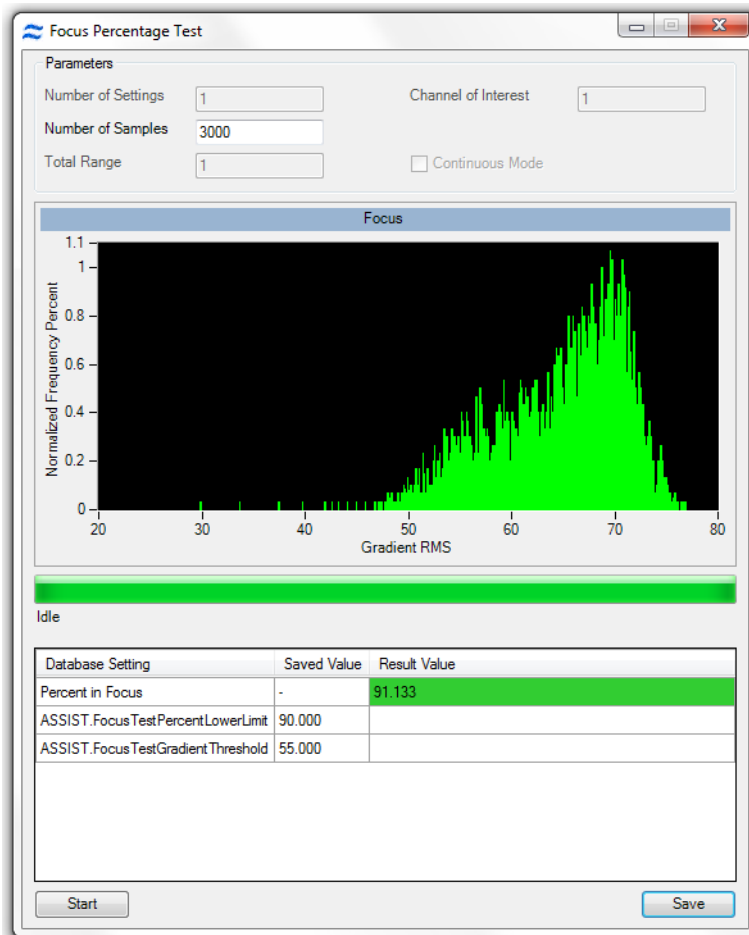 Focus Percentage Test
Parameters
Number of Settings 1 Channel of Interest 1
Number of Samples 3000
Total Range 1 Continuous Mode
Focus
Normalized Frequency Percent
1.1
1
0.8
0.6
0.4
0.2
0
20 30 40 50 60 70 80
Gradient RMS
Idle
Database Setting Saved Value Result Value
Percent in Focus - 91.133
ASSIST.FocusTestPercentLowerLimit 90.000
ASSIST.FocusTestGradientThreshold 55.000
Start Save